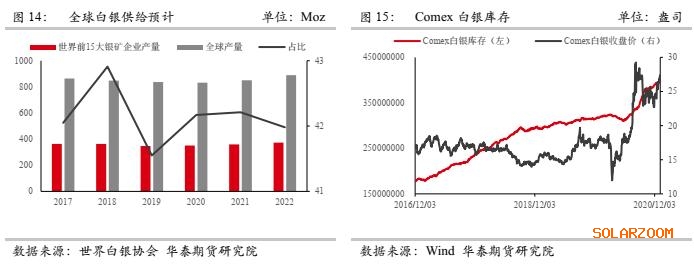 图 14： 全球白银供给预计 单位：Moz
世界前15大银矿企业产量 全球产量 占比
1000
800
600
400
200
0
43
42
41
2017 2018 2019 2020 2021 2022
数据来源：世界白银协会 华泰期货研究院
图 15： Comex 白银库存 单位：盎司
Comex白银库存（左） Comex白银收盘价（右）
450000000
350000000
250000000
150000000
30
25
20
15
10
2016/12/03 2018/12/03 2020/12/03
数据来源：Wind 华泰期货研究院
SOLARZOOM